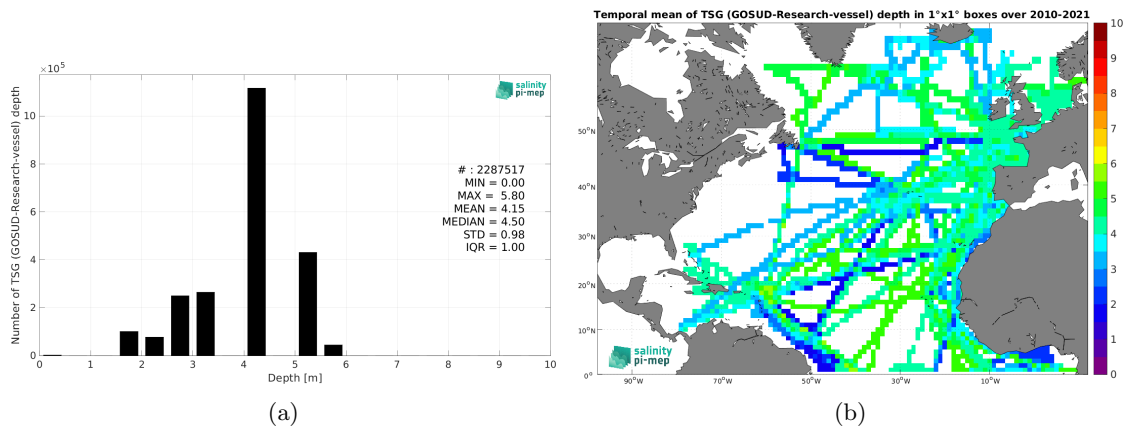 ×10⁵
salinity
pi-mep
Number of TSG (GOSUD-Research-vessel) depth
10
8
6
4
2
0
# : 2287517
MIN = 0.00
MAX = 5.80
MEAN = 4.15
MEDIAN = 4.50
STD = 0.98
IQR = 1.00
0 1 2 3 4 5 6 7 8 9 10
Depth [m]
(a)
Temporal mean of TSG (GOSUD-Research-vessel) depth in 1°x1° boxes over 2010-2021
50°N
40°N
30°N
20°N
10°N
0°
90°W 70°W 50°W 30°W 10°W
salinity
pi-mep
10
9
8
7
6
5
4
3
2
1
0
(b)